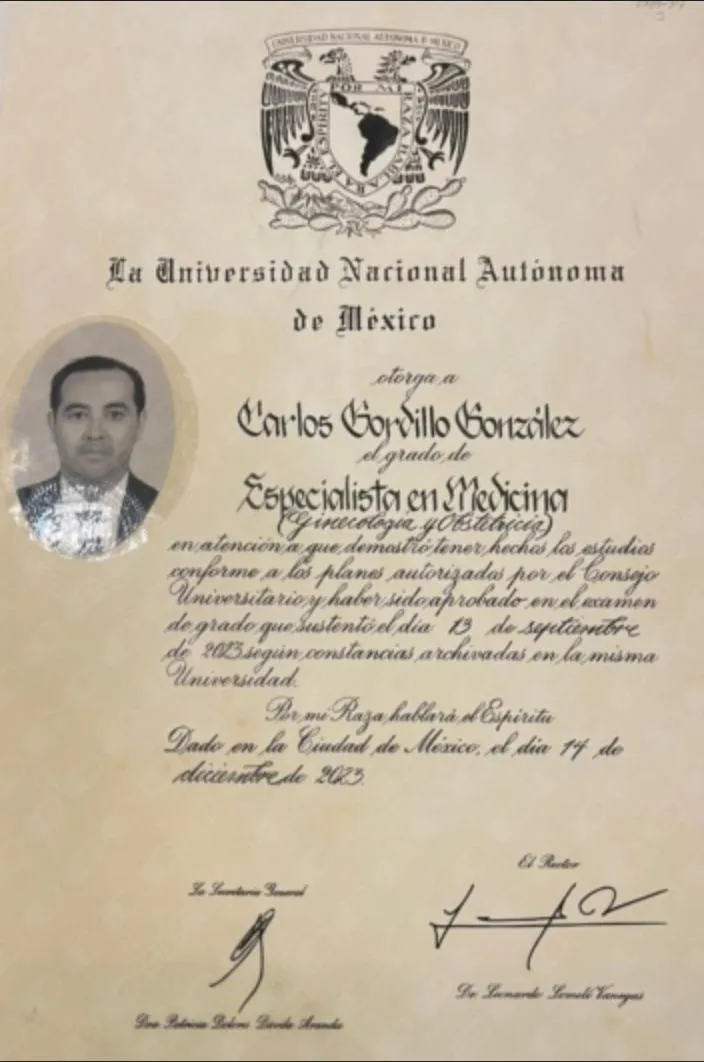 UNIVERSIDAD NACIONAL AUTONOMA D MEXICO
POR MI RAZA HABLARA EL ESPIRITU
La Universidad Nacional Autónoma
de México
otorga a
Carlos Gordillo González
el grado de
Especialista en Medicina
(Ginecología y Obstetricia)
en atención a que demostró tener hechos los estudios
conforme a los planes autorizados por el Consejo
Universitario y haber sido aprobado en el examen
de grado que sustentó el día 13 de septiembre
de 2023 según constancias archivadas en la misma
Universidad.
Por mi Raza hablará el Espíritu
Dado en la Ciudad de México, el día 14 de
diciembre de 2023.
El Rector
La Secretaria General
Dr. Leonardo Lomelí Vanegas
Dra. Patricia Dolores Dávila Aranda